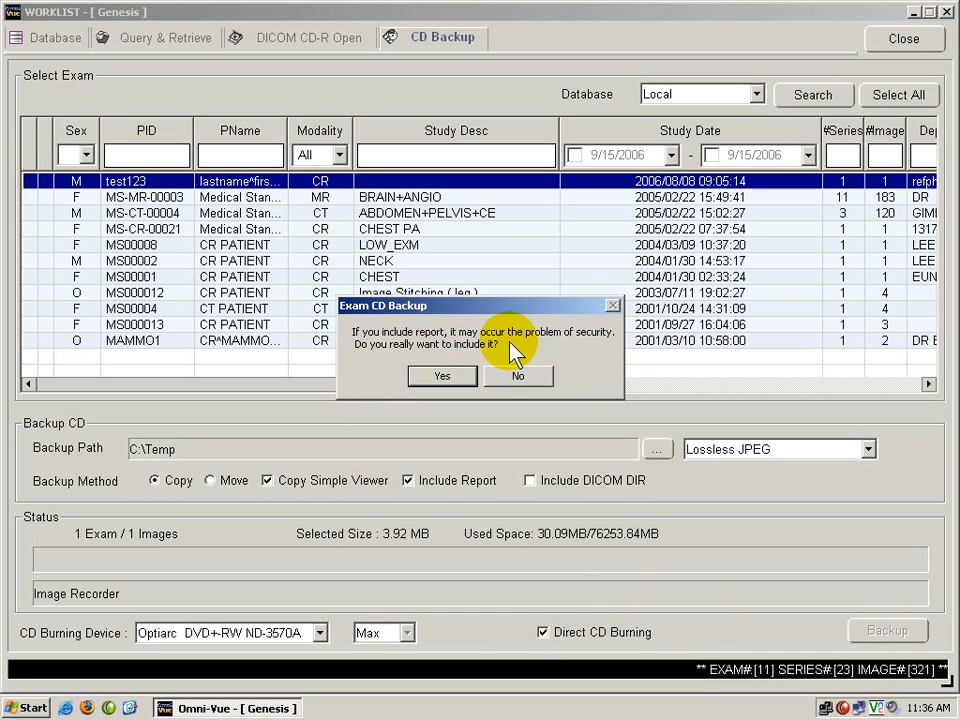 WORKLIST - [ Genesis ]
Database
Query & Retrieve
DICOM CD-R Open
CD Backup
Close
Select Exam
Database
Local
Search
Select All
Sex PID PName Modality Study Desc Study Date #Series #Image
All 9/15/2006 - 9/15/2006
M test123 lastname^firs... CR 2006/08/08 09:05:14 1 1 refph
F MS-MR-00003 Medical Stan... MR BRAIN+ANGIO 2005/02/22 15:49:41 11 183 DR
M MS-CT-00004 Medical Stan... CT ABDOMEN+PELVIS+CE 2005/02/22 15:02:27 3 120 GIMI
F MS-CR-00021 Medical Stan... CR CHEST PA 2005/02/22 07:37:54 1 1 1317
F MS00008 CR PATIENT CR LOW_EXM 2004/03/09 10:37:20 1 1 LEE
M MS00002 CR PATIENT CR NECK 2004/01/30 14:53:17 1 1 LEE
F MS00001 CR PATIENT CR CHEST 2004/01/30 02:33:24 1 1 EUN
O MS000012 CR PATIENT CR Image Stitching ( leg ) 2003/07/11 19:02:27 1 4
F MS00004 CT PATIENT CT 2001/10/24 14:31:09 1 4
F MS000013 CR PATIENT CR 2001/09/27 16:04:06 1 3
O MAMMO1 CR^MAMMO... CR 2001/03/10 10:58:00 1 2 DR E
Exam CD Backup
If you include report, it may occur the problem of security.
Do you really want to include it?
Yes
No
Backup CD
Backup Path C:\Temp ... Lossless JPEG
Backup Method Copy Move Copy Simple Viewer Include Report Include DICOM DIR
Status
1 Exam / 1 Images Selected Size : 3.92 MB Used Space: 30.09MB/76253.84MB
Image Recorder
CD Burning Device : Optiarc DVD+-RW ND-3570A Max Direct CD Burning Backup
** EXAM#:[11] SERIES#:[23] IMAGE#:[321] **
Start
Omni-Vue - [ Genesis ]
11:36 AM